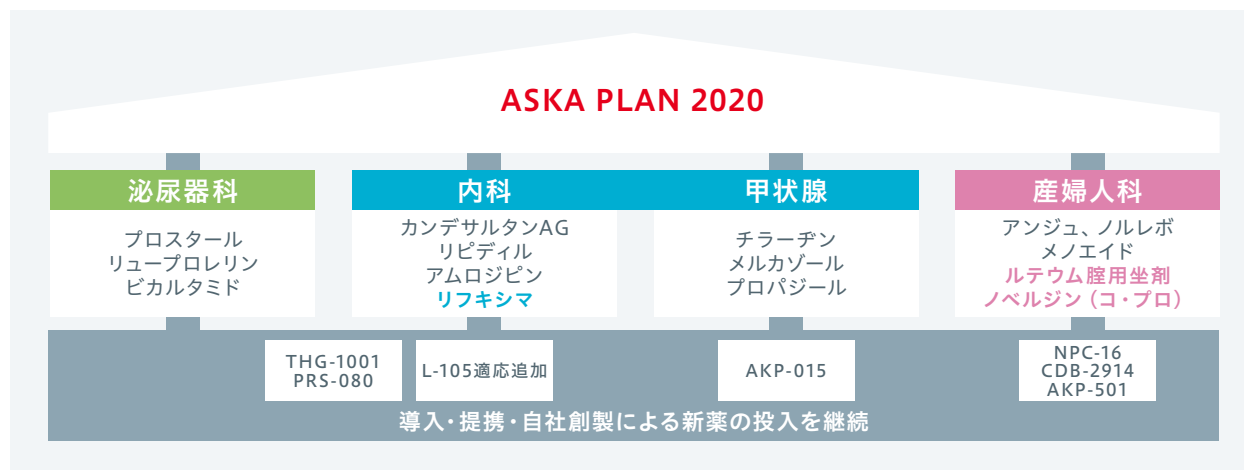 ASKA PLAN 2020
泌尿器科
プロスタール
リュープロレリン
ビカルタミド
内科
カンデサルタンAG
リピディル
アムロジピン
リフキシマ
甲状腺
チラーヂン
メルカゾール
プロパジール
産婦人科
アンジュ、ノルレボ
メノエイド
ルテウム腟用坐剤
ノベルジン（コ・プロ）
THG-1001
PRS-080
L-105適応追加
AKP-015
NPC-16
CDB-2914
AKP-501
導入・提携・自社創製による新薬の投入を継続